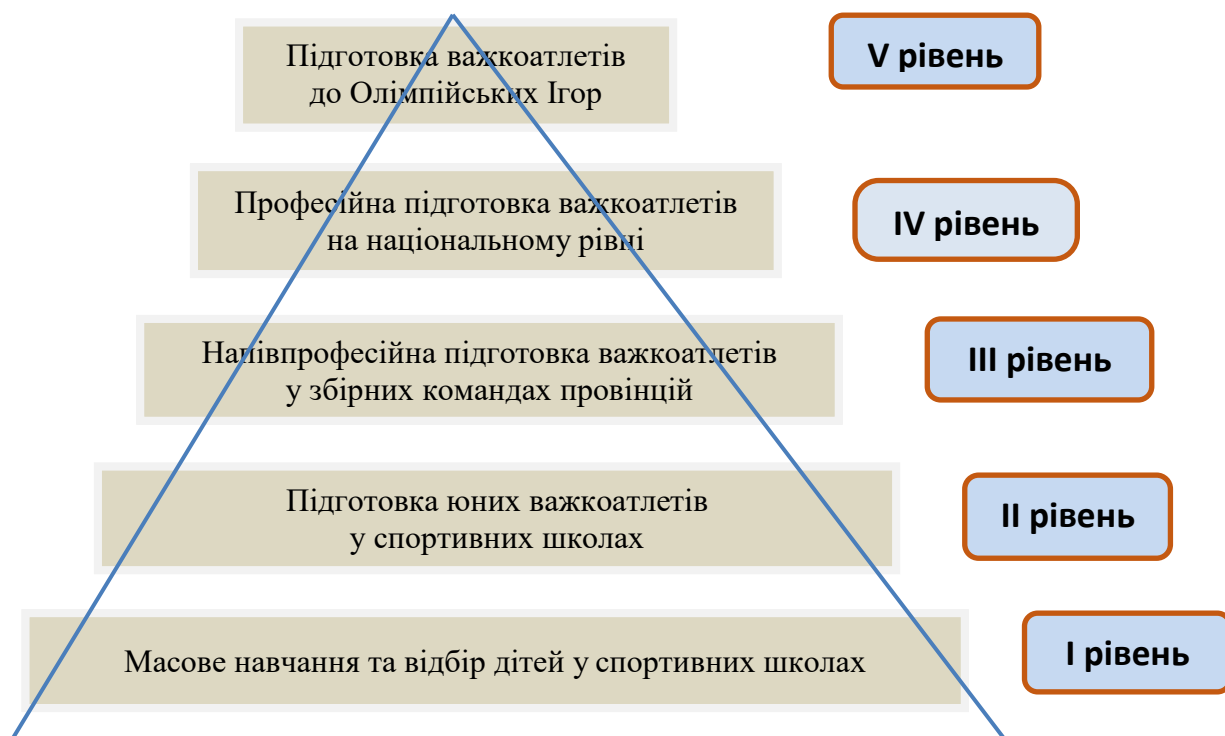 Підготовка важкоатлетів
до Олімпійських Ігор
V рівень
Професійна підготовка важкоатлетів
на національному рівні
IV рівень
Напівпрофесійна підготовка важкоатлетів
у збірних командах провінцій
III рівень
Підготовка юних важкоатлетів
у спортивних школах
II рівень
Масове навчання та відбір дітей у спортивних школах
I рівень